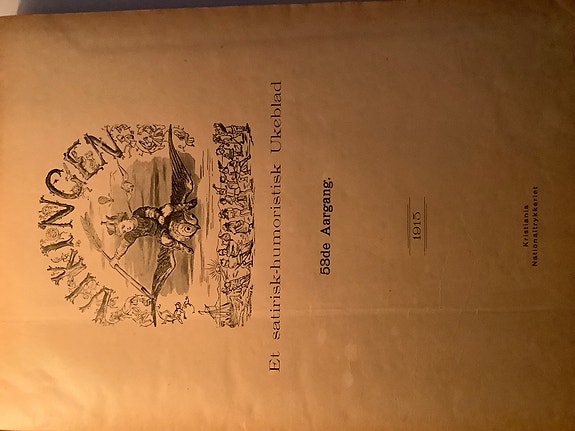 VIKINGEN
Et satirisk-humoristisk Ukeblad
53de Aargang.
1915
Kristiania
Nationaltrykkeriet